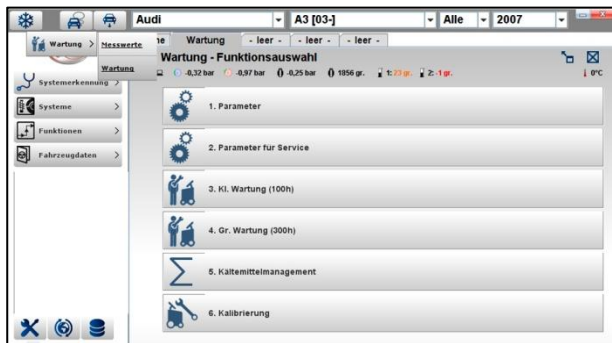 Audi A3 [03-] Alle 2007
Wartung > Messwerte
Wartung
ne Wartung - leer - - leer - - leer -
Wartung - Funktionsauswahl
-0,32 bar -0,97 bar -0,25 bar 1856 gr. 1: 23 gr. 2: -1 gr. 0°C
Systemerkennung >
Systeme >
Funktionen >
Fahrzeugdaten >
1. Parameter
2. Parameter für Service
3. Kl. Wartung (100h)
4. Gr. Wartung (300h)
5. Kältemittelmanagement
6. Kalibrierung